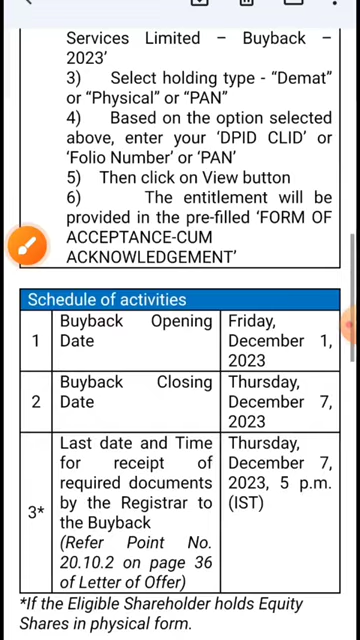 Services Limited – Buyback –
2023’
3) Select holding type - “Demat”
or “Physical” or “PAN”
4) Based on the option selected
above, enter your ‘DPID CLID’ or
‘Folio Number’ or ‘PAN’
5) Then click on View button
6) The entitlement will be
provided in the pre-filled ‘FORM OF
ACCEPTANCE-CUM
ACKNOWLEDGEMENT’
Schedule of activities
1 Buyback Opening Friday,
Date December 1,
2023
2 Buyback Closing Thursday,
Date December 7,
2023
3* Last date and Time Thursday,
for receipt of December 7,
required documents 2023, 5 p.m.
by the Registrar to (IST)
the Buyback
(Refer Point No.
20.10.2 on page 36
of Letter of Offer)
*If the Eligible Shareholder holds Equity
Shares in physical form.